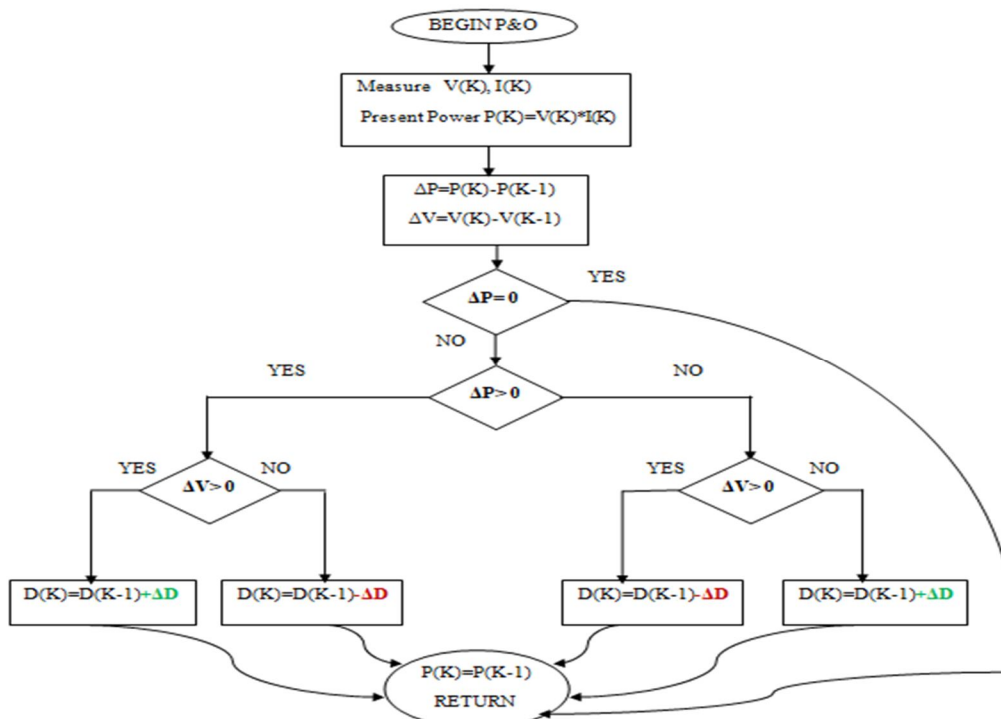 BEGIN P&O
Measure V(K), I(K)
Present Power P(K)=V(K)*I(K)
ΔP=P(K)-P(K-1)
ΔV=V(K)-V(K-1)
ΔP= 0
YES
NO
ΔP> 0
YES
NO
ΔV> 0
YES
NO
ΔV> 0
YES
NO
D(K)=D(K-1)+ΔD
D(K)=D(K-1)-ΔD
D(K)=D(K-1)-ΔD
D(K)=D(K-1)+ΔD
P(K)=P(K-1)
RETURN